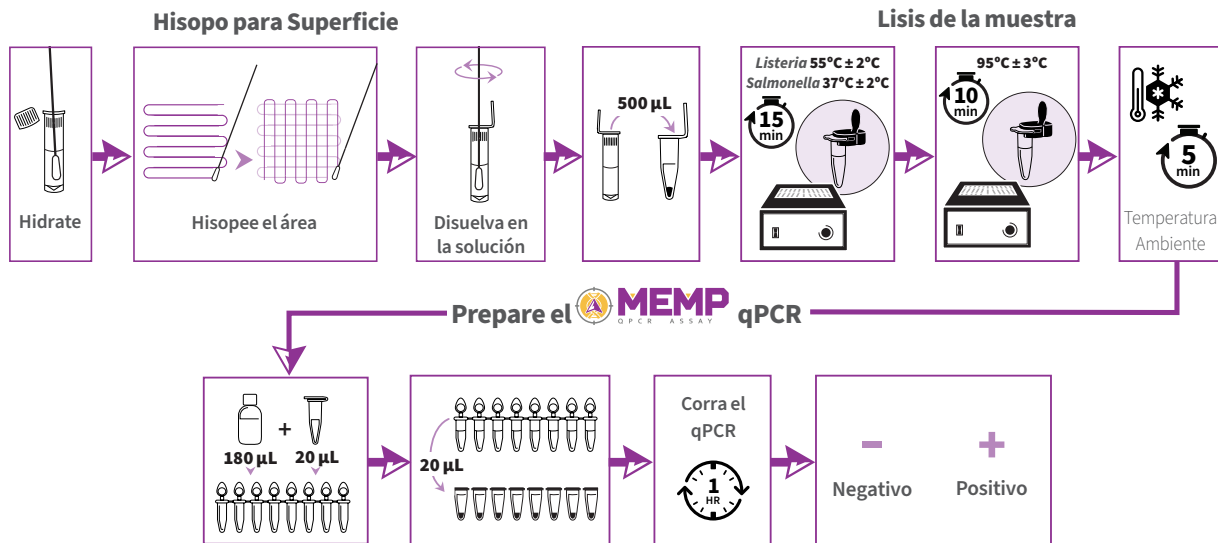 Hisopo para Superficie
Lisis de la muestra
Hidrate
Hisopee el área
Disuelva en
la solución
500 µL
Listeria 55°C ± 2°C
Salmonella 37°C ± 2°C
15
min
95°C ± 3°C
10
min
5
min
Temperatura
Ambiente
Prepare el MEMP qPCR
QPCR ASSAY
+
180 µL
20 µL
20 µL
Corra el
qPCR
1
HR
− +
Negativo Positivo